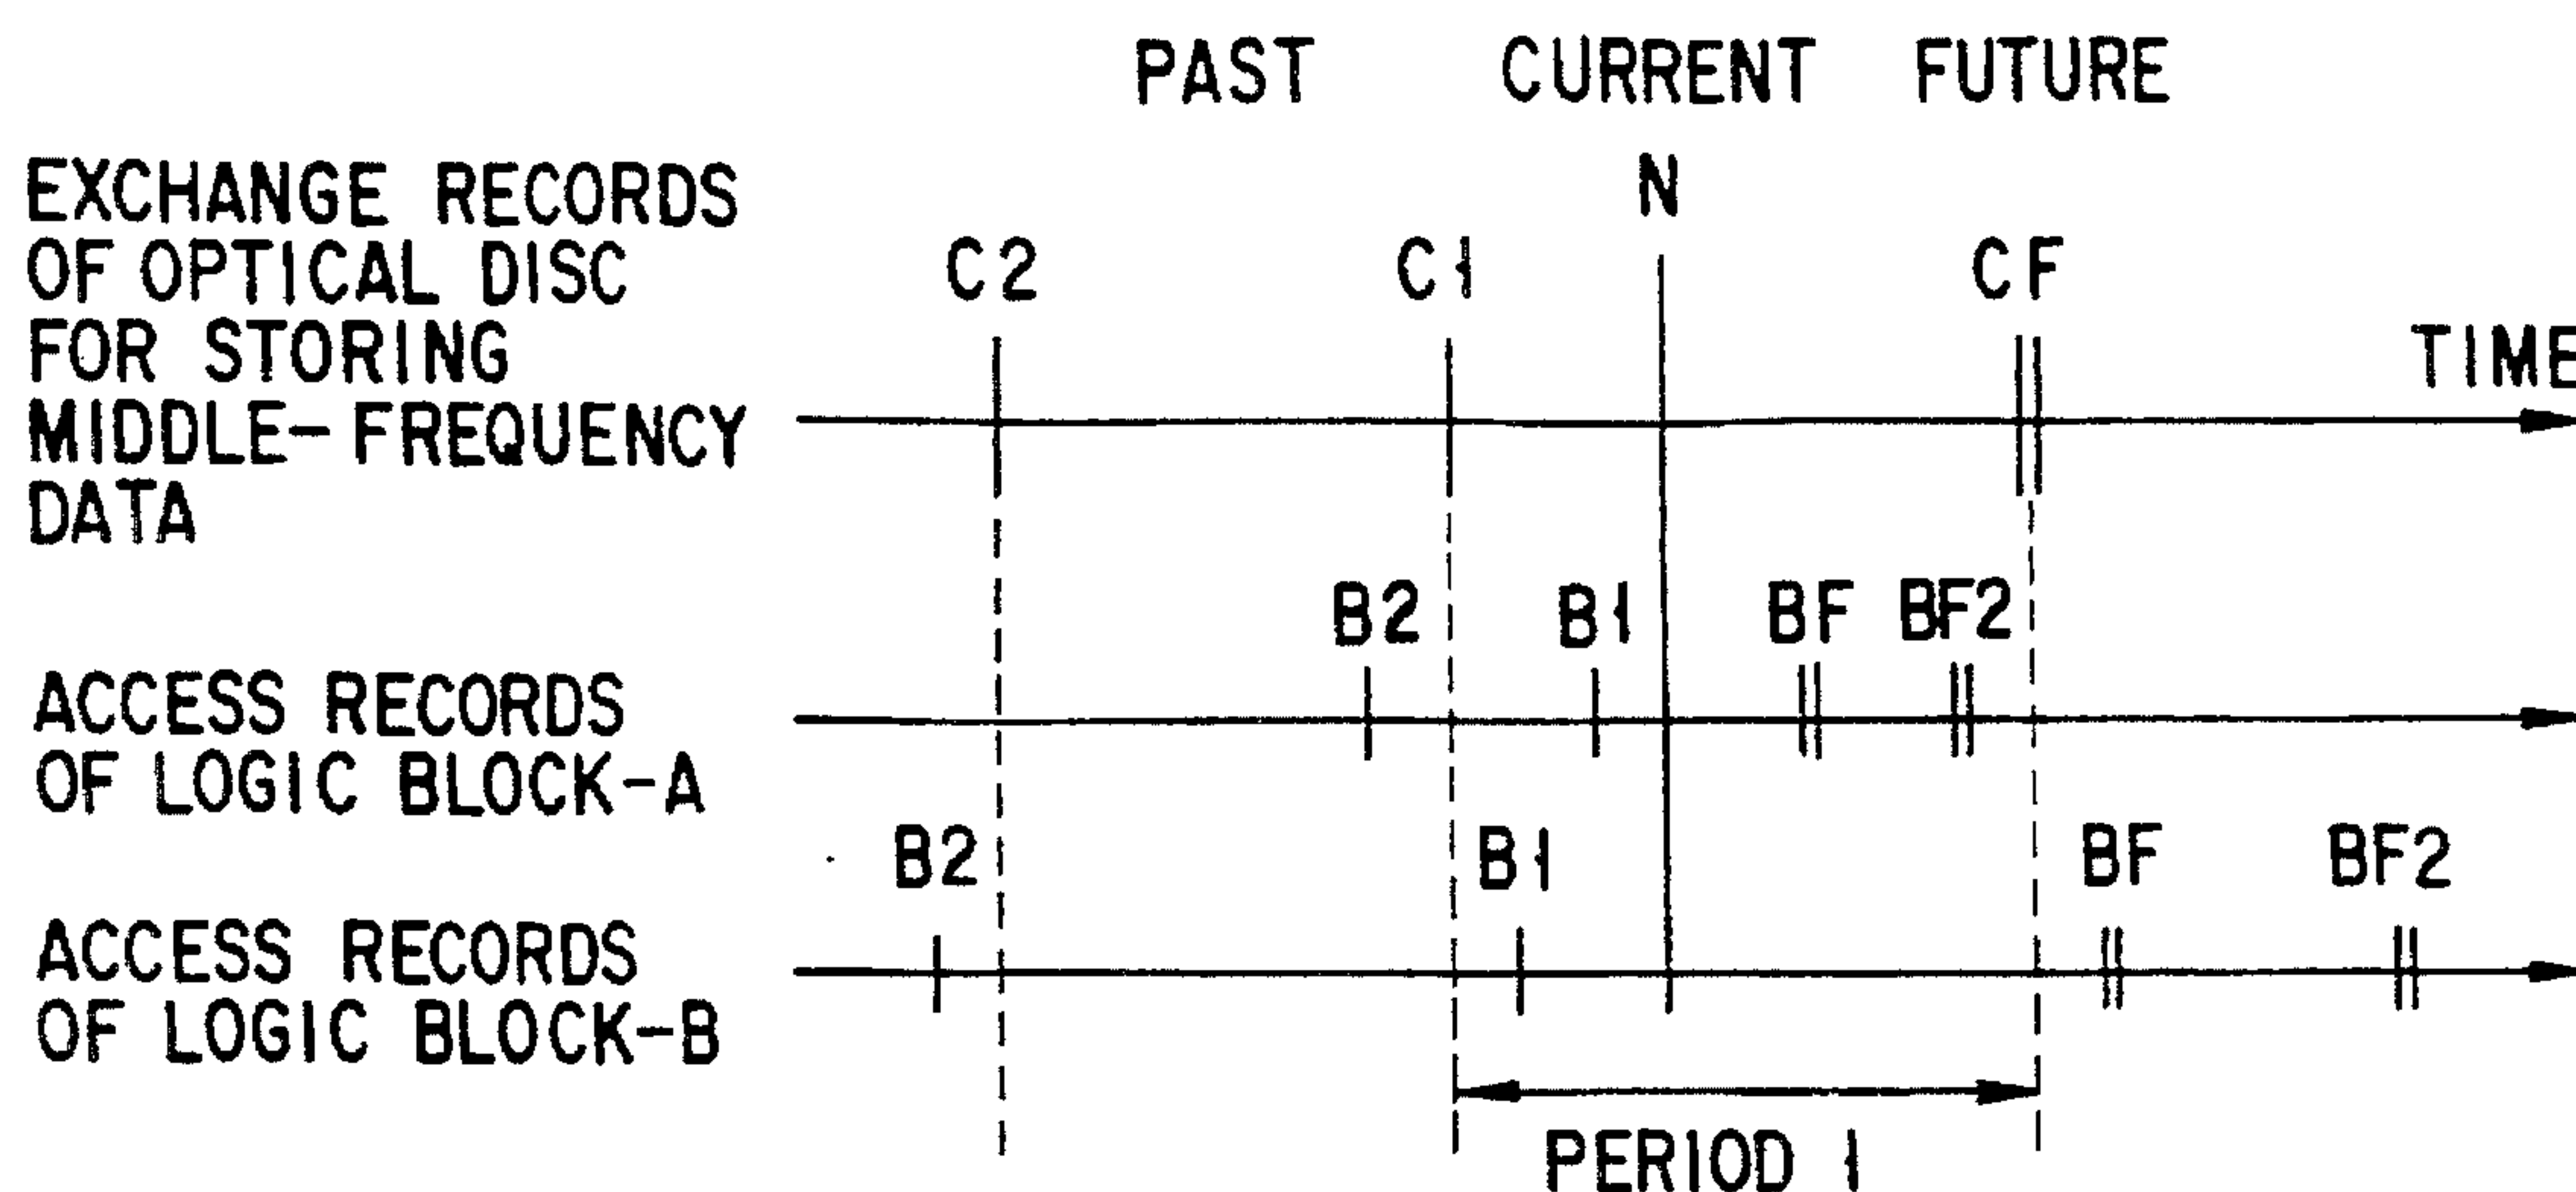 PAST CURRENT FUTURE
EXCHANGE RECORDS
OF OPTICAL DISC
FOR STORING
MIDDLE-FREQUENCY
DATA
N
C2 C1 CF
TIME
B2 B1 BF BF2
ACCESS RECORDS
OF LOGIC BLOCK-A
B2 B1 BF BF2
ACCESS RECORDS
OF LOGIC BLOCK-B
PERIOD 1